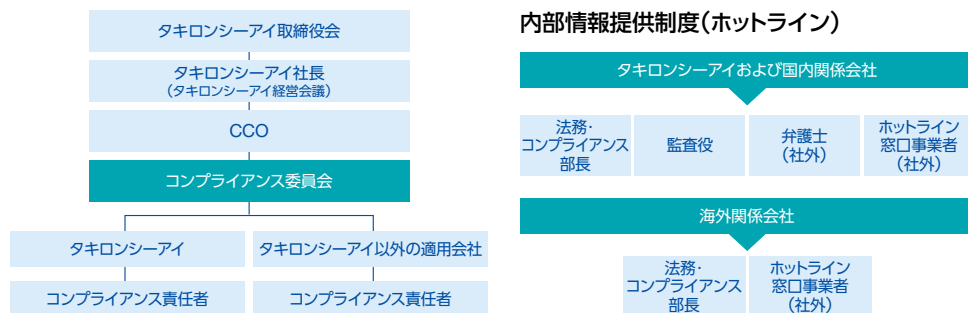 タキロンシーアイ取締役会
タキロンシーアイ社長
（タキロンシーアイ経営会議）
CCO
コンプライアンス委員会
タキロンシーアイ
タキロンシーアイ以外の適用会社
コンプライアンス責任者
コンプライアンス責任者
内部情報提供制度（ホットライン）
タキロンシーアイおよび国内関係会社
法務・
コンプライアンス
部長
監査役
弁護士
（社外）
ホットライン
窓口事業者
（社外）
海外関係会社
法務・
コンプライアンス
部長
ホットライン
窓口事業者
（社外）